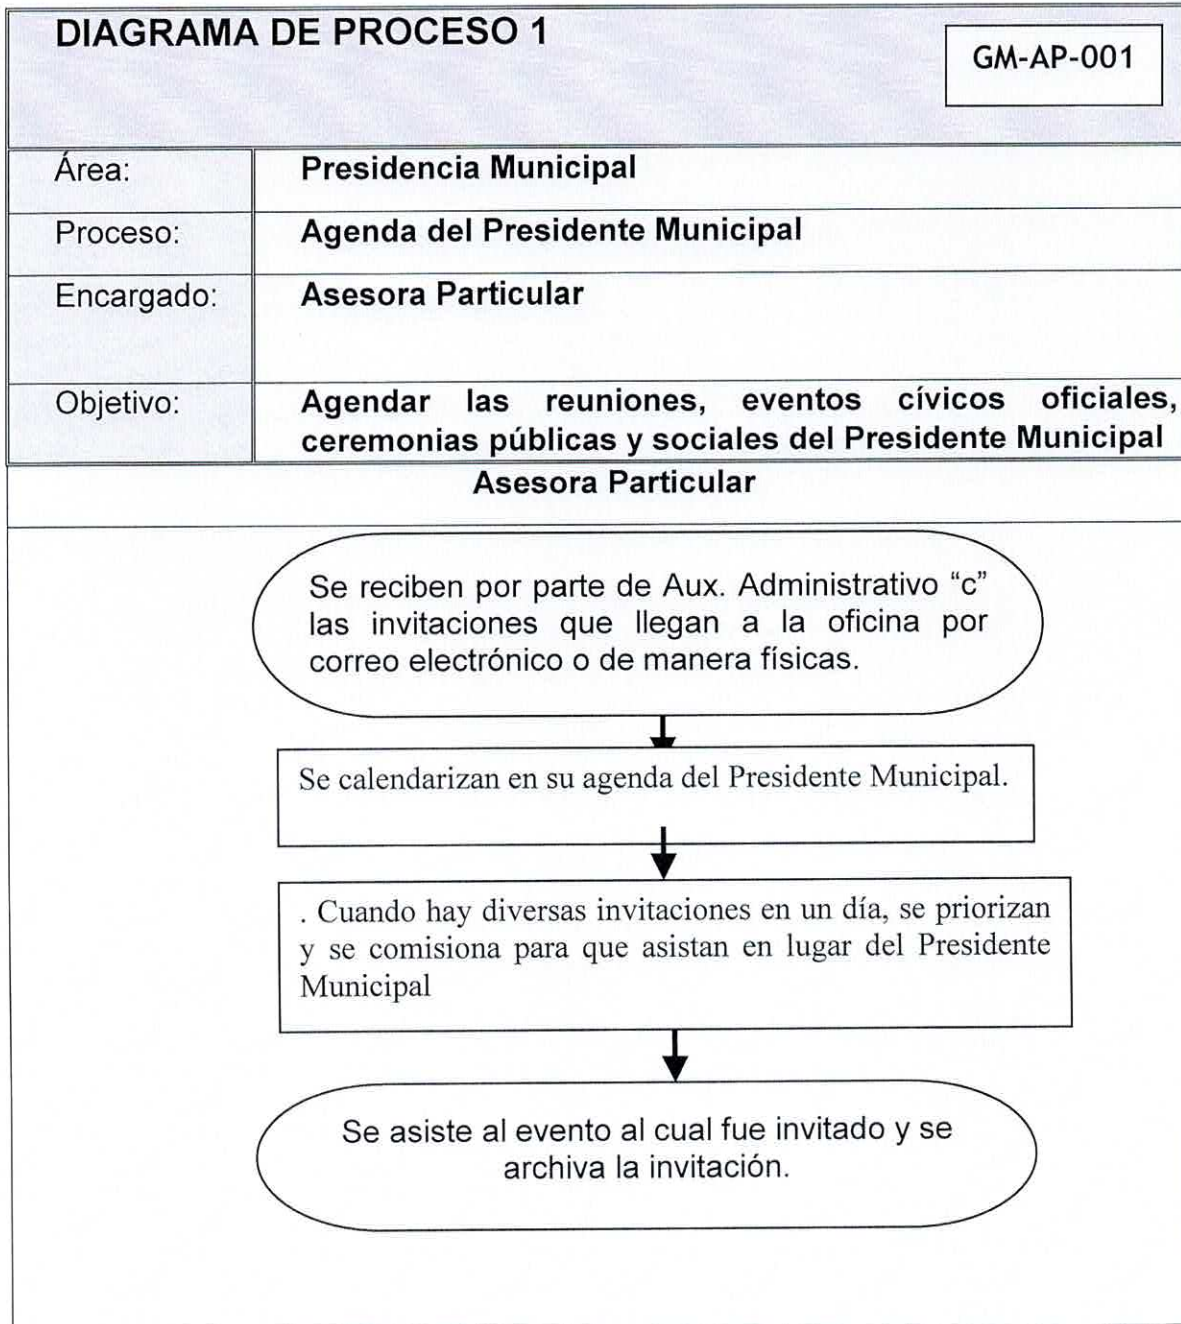 DIAGRAMA DE PROCESO 1
GM-AP-001
Área: Presidencia Municipal
Proceso: Agenda del Presidente Municipal
Encargado: Asesora Particular
Objetivo: Agendar las reuniones, eventos cívicos oficiales,
ceremonias públicas y sociales del Presidente Municipal
Asesora Particular
Se reciben por parte de Aux. Administrativo “c”
las invitaciones que llegan a la oficina por
correo electrónico o de manera físicas.
Se calendarizan en su agenda del Presidente Municipal.
. Cuando hay diversas invitaciones en un día, se priorizan
y se comisiona para que asistan en lugar del Presidente
Municipal
Se asiste al evento al cual fue invitado y se
archiva la invitación.